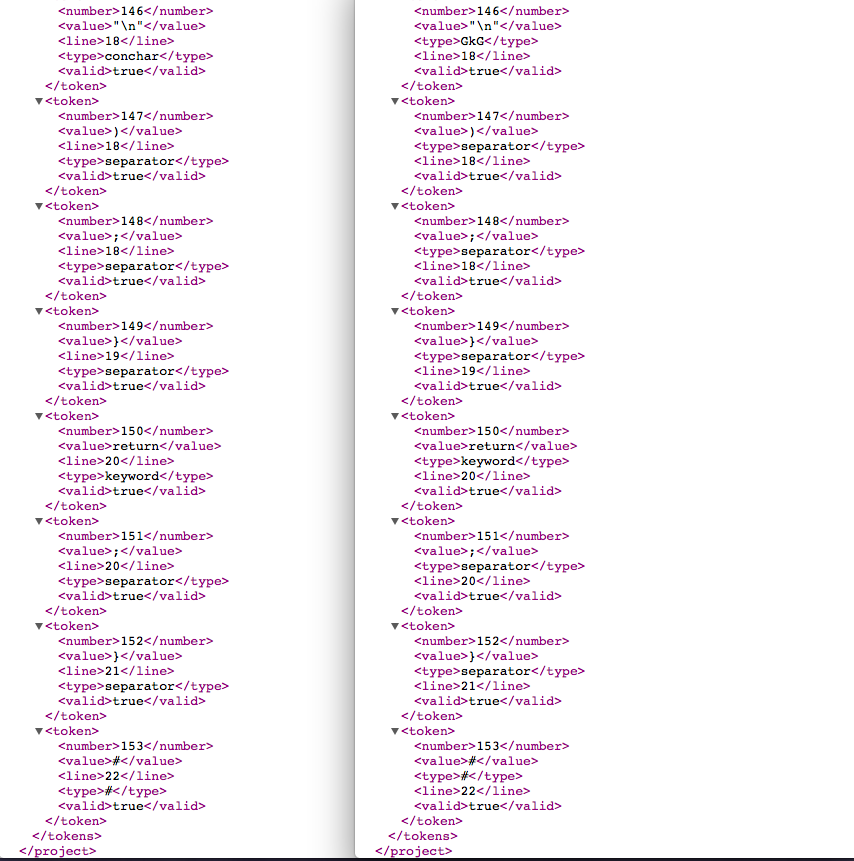 <number>146</number>
<value>"\n"</value>
<line>18</line>
<type>conchar</type>
<valid>true</valid>
</token>
▼<token>
<number>147</number>
<value>)</value>
<line>18</line>
<type>separator</type>
<valid>true</valid>
</token>
▼<token>
<number>148</number>
<value>;</value>
<line>18</line>
<type>separator</type>
<valid>true</valid>
</token>
▼<token>
<number>149</number>
<value>}</value>
<line>19</line>
<type>separator</type>
<valid>true</valid>
</token>
▼<token>
<number>150</number>
<value>return</value>
<line>20</line>
<type>keyword</type>
<valid>true</valid>
</token>
▼<token>
<number>151</number>
<value>;</value>
<line>20</line>
<type>separator</type>
<valid>true</valid>
</token>
▼<token>
<number>152</number>
<value>}</value>
<line>21</line>
<type>separator</type>
<valid>true</valid>
</token>
▼<token>
<number>153</number>
<value>#</value>
<line>22</line>
<type>#</type>
<valid>true</valid>
</token>
</tokens>
</project>
<number>146</number>
<value>"\n"</value>
<type>GkG</type>
<line>18</line>
<valid>true</valid>
</token>
▼<token>
<number>147</number>
<value>)</value>
<type>separator</type>
<line>18</line>
<valid>true</valid>
</token>
▼<token>
<number>148</number>
<value>;</value>
<type>separator</type>
<line>18</line>
<valid>true</valid>
</token>
▼<token>
<number>149</number>
<value>}</value>
<type>separator</type>
<line>19</line>
<valid>true</valid>
</token>
▼<token>
<number>150</number>
<value>return</value>
<type>keyword</type>
<line>20</line>
<valid>true</valid>
</token>
▼<token>
<number>151</number>
<value>;</value>
<type>separator</type>
<line>20</line>
<valid>true</valid>
</token>
▼<token>
<number>152</number>
<value>}</value>
<type>separator</type>
<line>21</line>
<valid>true</valid>
</token>
▼<token>
<number>153</number>
<value>#</value>
<type>#</type>
<line>22</line>
<valid>true</valid>
</token>
</tokens>
</project>